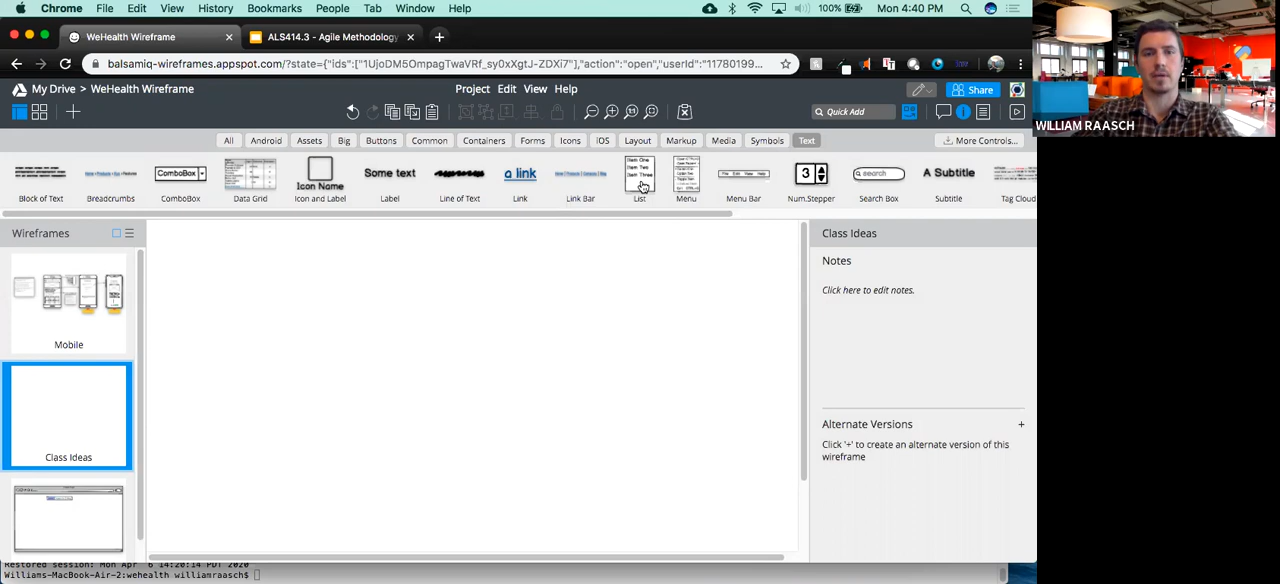 Chrome File Edit View History Bookmarks People Tab Window Help 100% Mon 4:40 PM
WeHealth Wireframe ALS414.3 - Agile Methodology
balsamiq-wireframes.appspot.com/?state={"ids":["1UjoDM5OmpagTwaVRf_sy0xXgtJ-ZDXi7"],"action":"open","userId":"11780199...
My Drive > WeHealth Wireframe Project Edit View Help Share
Quick Add
All Android Assets Big Buttons Common Containers Forms Icons iOS Layout Markup Media Symbols Text More Controls...
ComboBox Some text a link Item One Item Two Item Three 3 search A Subtitle
Icon Name
Block of Text Breadcrumbs ComboBox Data Grid Icon and Label Label Line of Text Link Link Bar List Menu Menu Bar Num.Stepper Search Box Subtitle Tag Cloud
Wireframes
Mobile
Class Ideas
Class Ideas
Notes
Click here to edit notes.
Alternate Versions +
Click '+' to create an alternate version of this
wireframe
Restored session: Mon Apr 6 14:20:14 PDT 2020
Williams-MacBook-Air-2:wehealth williamraasch$
WILLIAM RAASCH